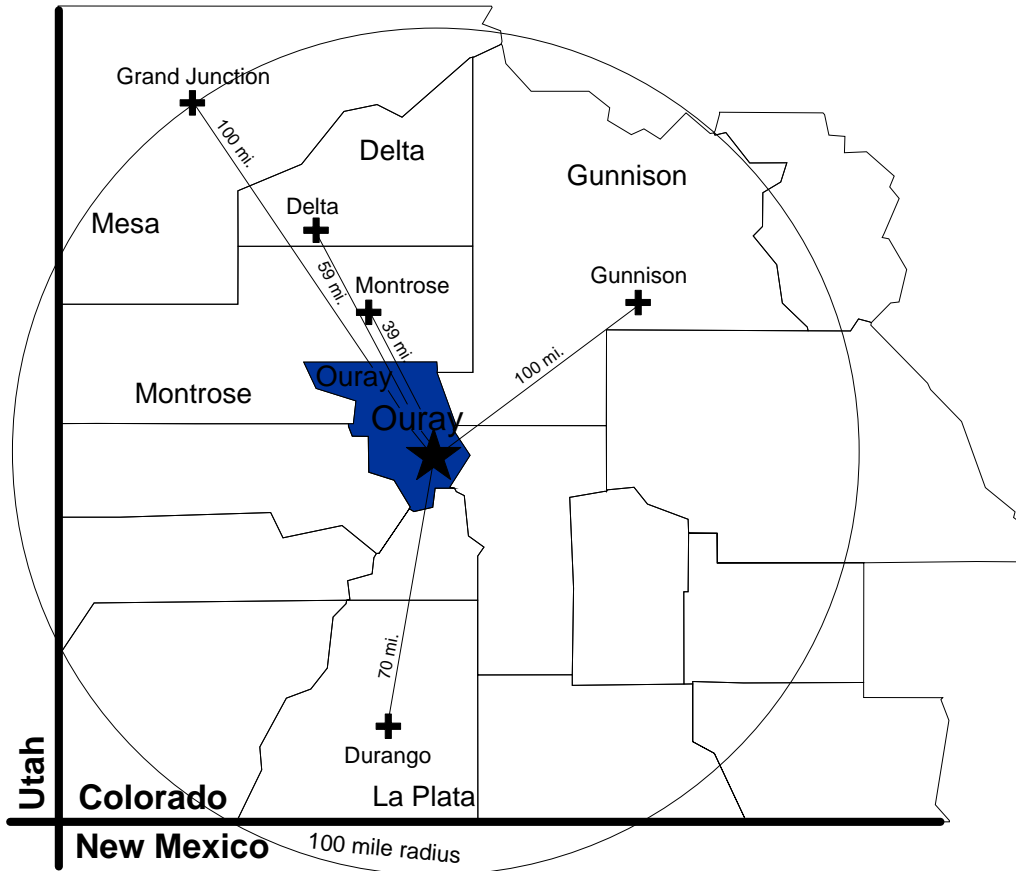 Grand Junction
100 mi.
Delta
Gunnison
Mesa
Delta
59 mi.
Montrose
Gunnison
39 mi.
100 mi.
Ouray
Montrose
Ouray
70 mi.
Durango
Utah
Colorado
La Plata
New Mexico
100 mile radius